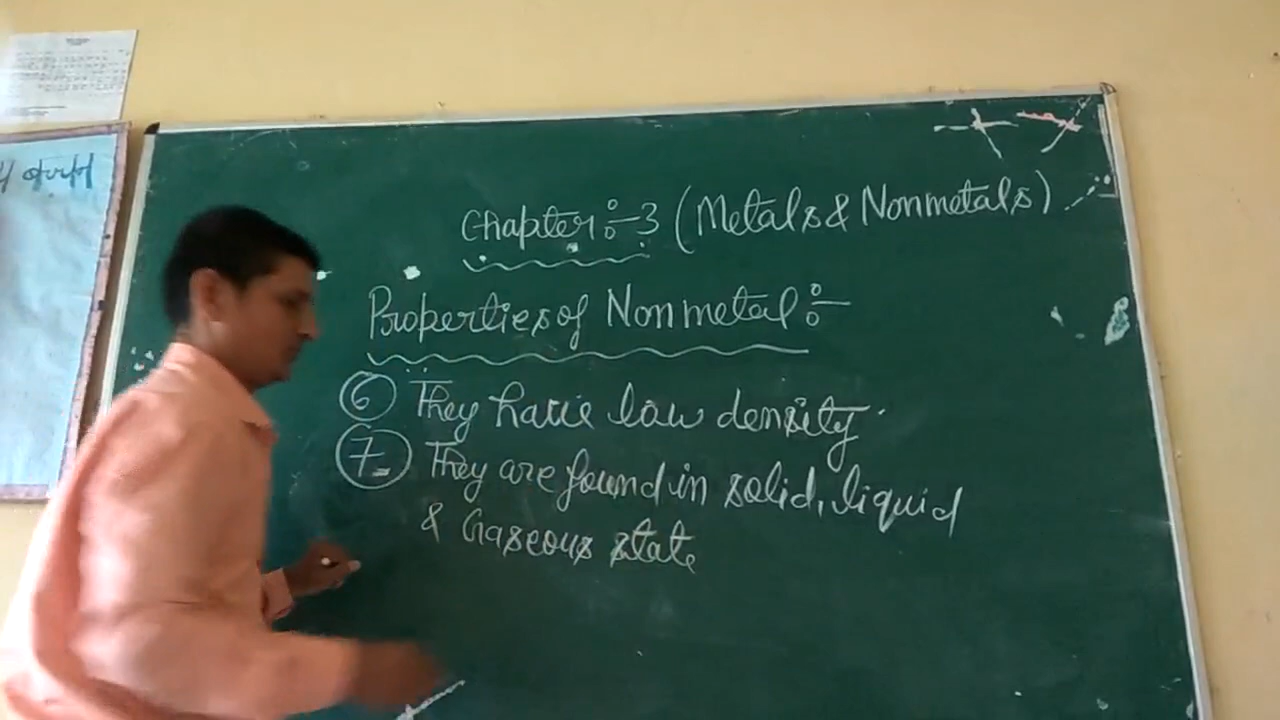 Chapter:-3 (Metals & Nonmetals)
Properties of Nonmetal:-
6 They have low density.
7 They are found in solid, liquid
& Gaseous state